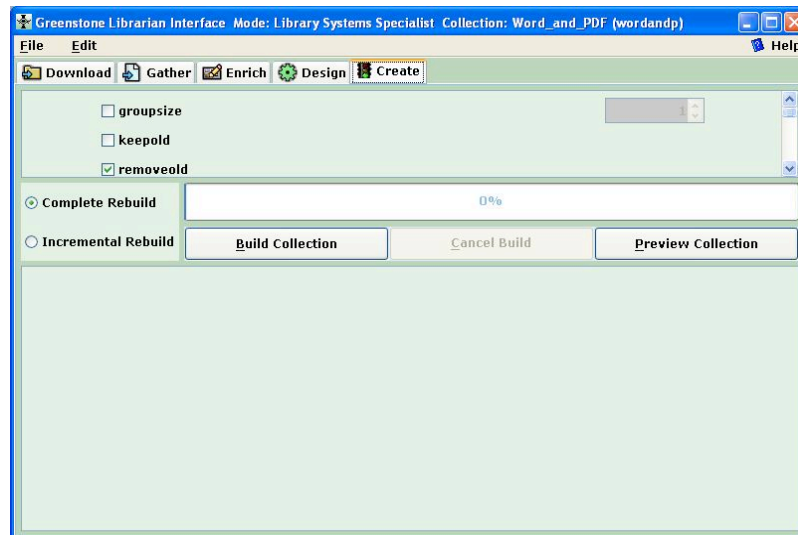 Greenstone Librarian Interface Mode: Library Systems Specialist Collection: Word_and_PDF (wordandp)
File Edit Help
Download Gather Enrich Design Create
groupsize 1
keepold
removeold
Complete Rebuild 0%
Incremental Rebuild Build Collection Cancel Build Preview Collection